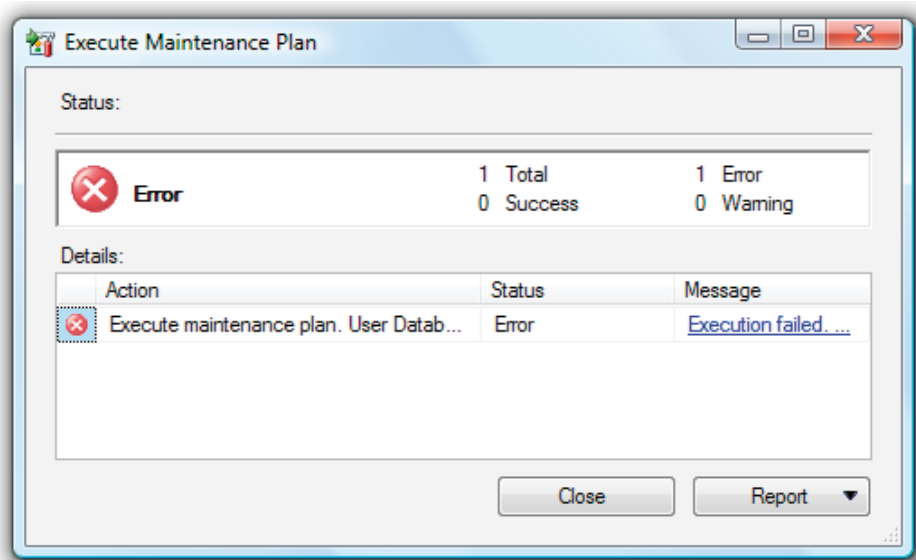 Execute Maintenance Plan
Status:
Error
1 Total 1 Error
0 Success 0 Warning
Details:
Action Status Message
Execute maintenance plan. User Datab... Error Execution failed. ...
Close Report